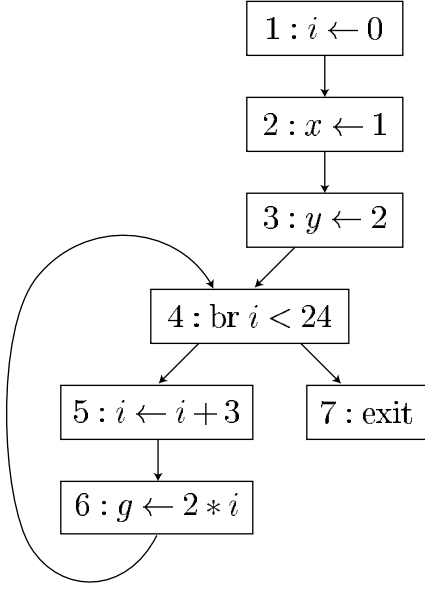 1 : i ← 0
2 : x ← 1
3 : y ← 2
4 : br i < 24
5 : i ← i + 3
7 : exit
6 : g ← 2 * i